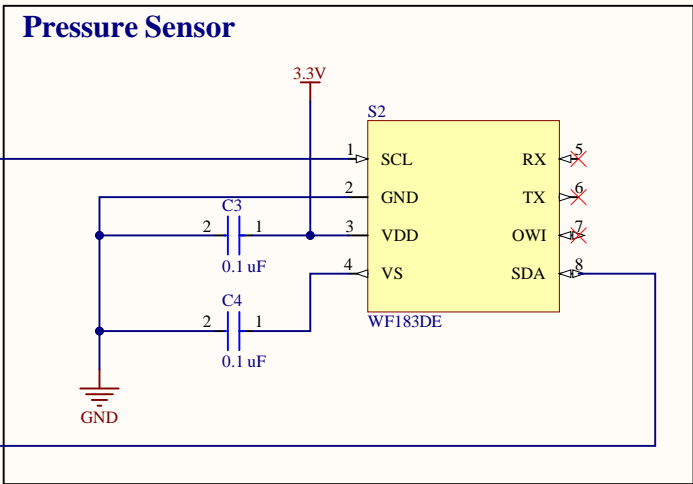 Pressure Sensor
3.3V
S2
1 SCL RX 5
2 GND TX 6
C3
2 1 3 VDD OWI 7
0.1 uF
4 VS SDA 8
C4
2 1
WF183DE
0.1 uF
GND